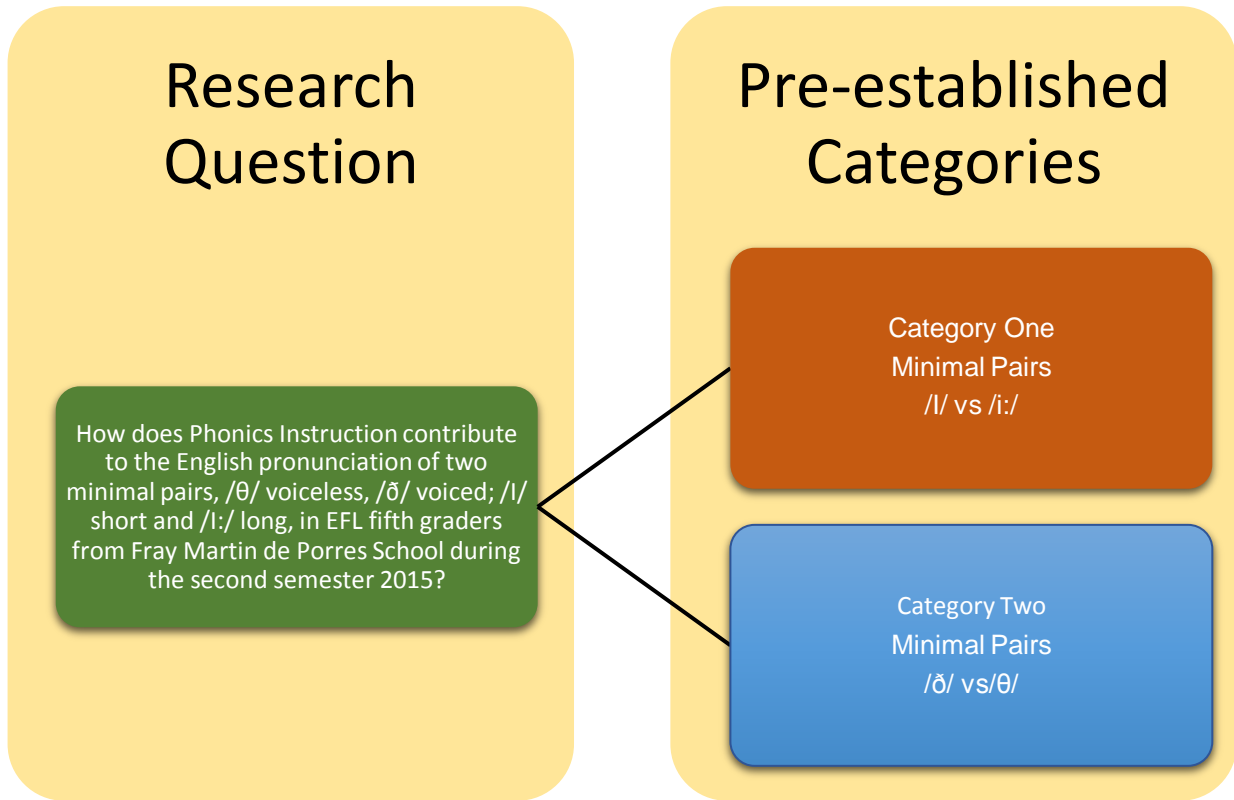 Research
Question
How does Phonics Instruction contribute
to the English pronunciation of two
minimal pairs, /θ/ voiceless, /ð/ voiced; /I/
short and /I:/ long, in EFL fifth graders
from Fray Martin de Porres School during
the second semester 2015?
Pre-established
Categories
Category One
Minimal Pairs
/I/ vs /i:/
Category Two
Minimal Pairs
/ð/ vs/θ/